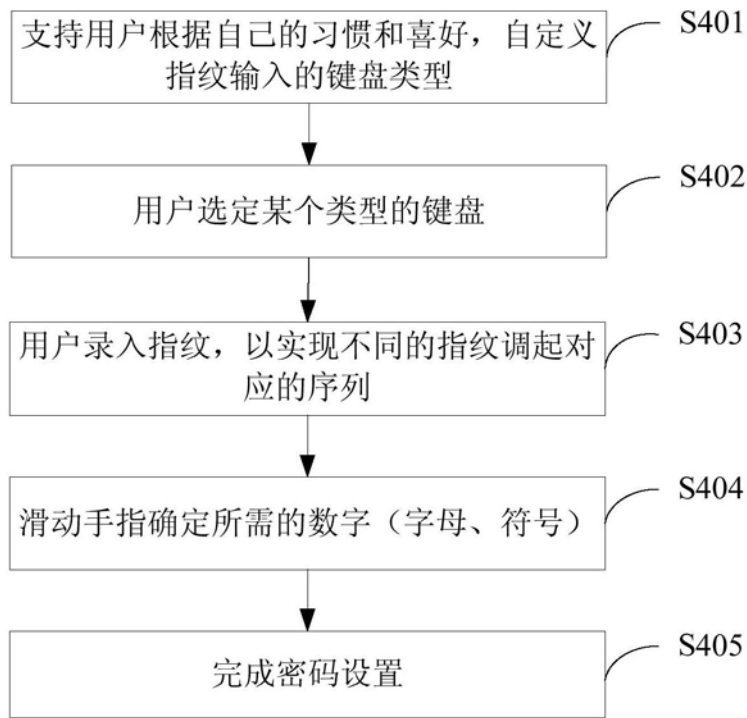 支持用户根据自己的习惯和喜好，自定义
指纹输入的键盘类型
S401
用户选定某个类型的键盘
S402
用户录入指纹，以实现不同的指纹调起对
应的序列
S403
滑动手指确定所需的数字（字母、符号）
S404
完成密码设置
S405